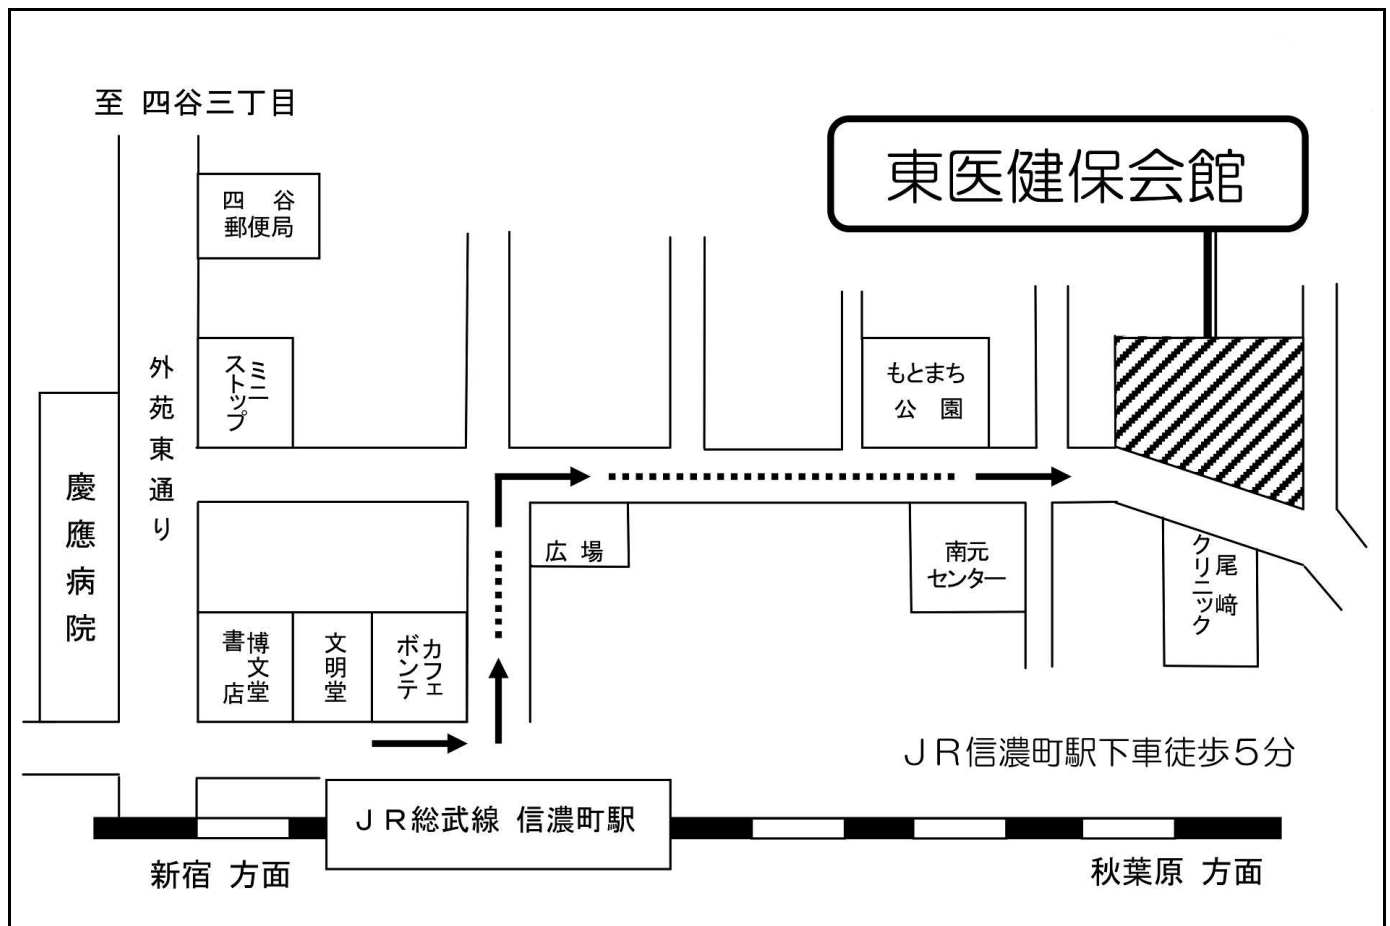 至 四谷三丁目
東医健保会館
四 谷
郵便局
外苑東通り
ミニ
ストップ
もとまち
公 園
慶應病院
広 場
南元
センター
尾﨑
クリニック
博文堂
書店
文明堂
カフェ
ボンテ
JR信濃町駅下車徒歩5分
JR総武線 信濃町駅
新宿 方面
秋葉原 方面